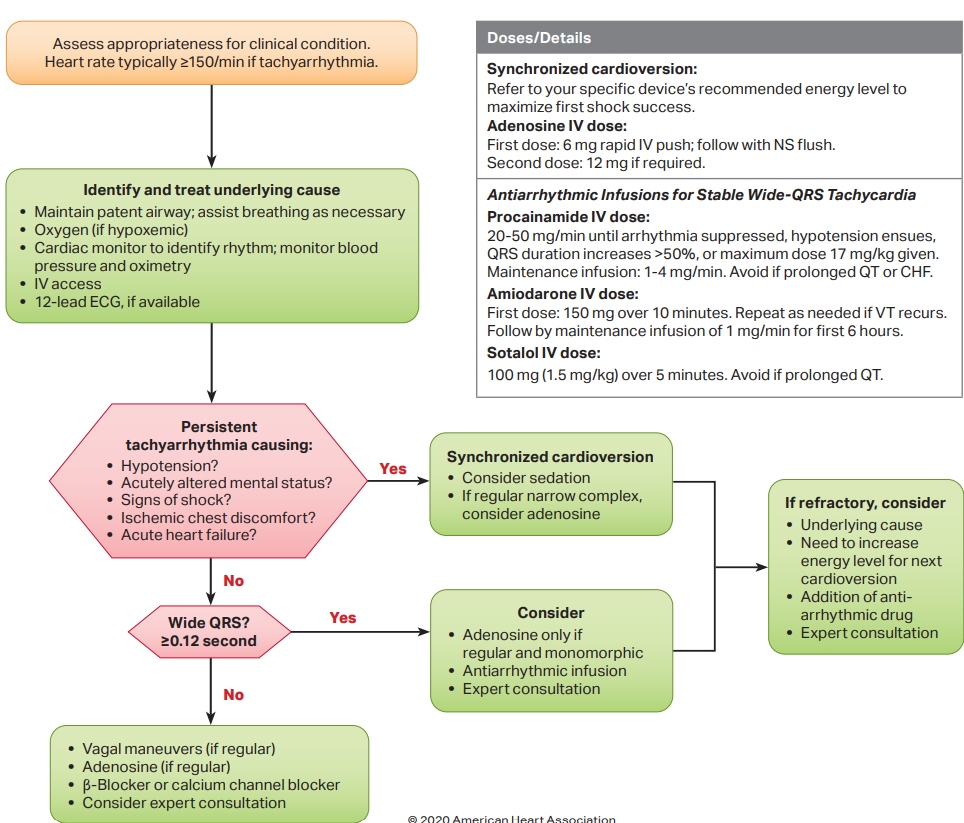 Assess appropriateness for clinical condition.
Heart rate typically ≥150/min if tachyarrhythmia.
Identify and treat underlying cause
• Maintain patent airway; assist breathing as necessary
• Oxygen (if hypoxemic)
• Cardiac monitor to identify rhythm; monitor blood
pressure and oximetry
• IV access
• 12-lead ECG, if available
Persistent
tachyarrhythmia causing:
• Hypotension?
• Acutely altered mental status?
• Signs of shock?
• Ischemic chest discomfort?
• Acute heart failure?
Yes
Synchronized cardioversion
• Consider sedation
• If regular narrow complex,
consider adenosine
If refractory, consider
• Underlying cause
• Need to increase
energy level for next
cardioversion
• Addition of anti-
arrhythmic drug
• Expert consultation
No
Wide QRS?
≥0.12 second
Yes
Consider
• Adenosine only if
regular and monomorphic
• Antiarrhythmic infusion
• Expert consultation
No
• Vagal maneuvers (if regular)
• Adenosine (if regular)
• β-Blocker or calcium channel blocker
• Consider expert consultation
Doses/Details
Synchronized cardioversion:
Refer to your specific device's recommended energy level to
maximize first shock success.
Adenosine IV dose:
First dose: 6 mg rapid IV push; follow with NS flush.
Second dose: 12 mg if required.
Antiarrhythmic Infusions for Stable Wide-QRS Tachycardia
Procainamide IV dose:
20-50 mg/min until arrhythmia suppressed, hypotension ensues,
QRS duration increases >50%, or maximum dose 17 mg/kg given.
Maintenance infusion: 1-4 mg/min. Avoid if prolonged QT or CHF.
Amiodarone IV dose:
First dose: 150 mg over 10 minutes. Repeat as needed if VT recurs.
Follow by maintenance infusion of 1 mg/min for first 6 hours.
Sotalol IV dose:
100 mg (1.5 mg/kg) over 5 minutes. Avoid if prolonged QT.
© 2020 American Heart Association